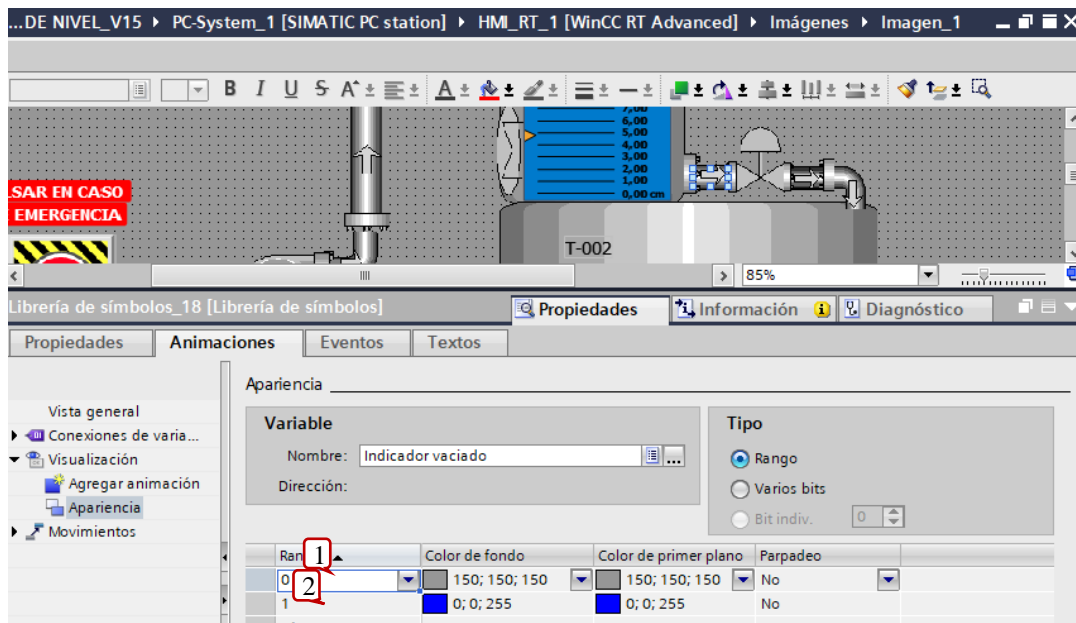 ...DE NIVEL_V15 ▸ PC-System_1 [SIMATIC PC station] ▸ HMI_RT_1 [WinCC RT Advanced] ▸ Imágenes ▸ Imagen_1
B I U S A A
7,00
6,00
5,00
4,00
3,00
2,00
1,00
0,00 cm
SAR EN CASO
EMERGENCIA
T-002
85%
Librería de símbolos_18 [Librería de símbolos]
Propiedades Información Diagnóstico
Propiedades Animaciones Eventos Textos
Apariencia
Vista general
Conexiones de varia...
Visualización
Agregar animación
Apariencia
Movimientos
Variable
Nombre: Indicador vaciado ...
Dirección:
Tipo
Rango
Varios bits
Bit indiv. 0
Ran 1 Color de fondo Color de primer plano Parpadeo
0 2 150; 150; 150 150; 150; 150 No
1 0; 0; 255 0; 0; 255 No